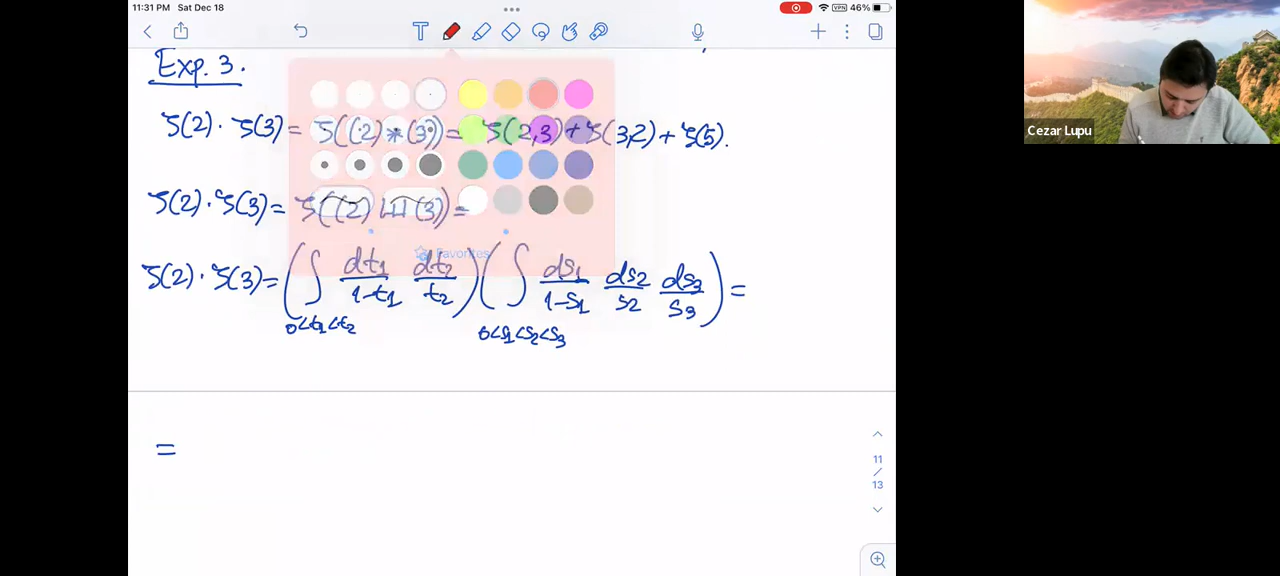 11:31 PM Sat Dec 18
VPN 46%
T
Exp. 3.
ζ(2) · ζ(3) = ζ((2) * (3)) = ζ(2,3) + ζ(3,2) + ζ(5).
ζ(2) · ζ(3) = ζ((2) Ш (3)) =
Favorites
ζ(2) · ζ(3) = (∫ dt1/1-t1 dt2/t2) (∫ ds1/1-s1 ds2/s2 ds3/s3) =
0<t1<t2 0<s1<s2<s3
=
11
/
13
Cezar Lupu